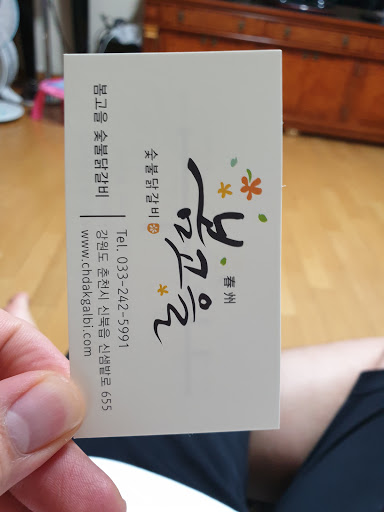 春州
봄고을
숯불닭갈비
봄고을 숯불닭갈비
Tel. 033-242-5991
강원도 춘천시 신북읍 신샘밭로 655
www.chdakgalbi.com